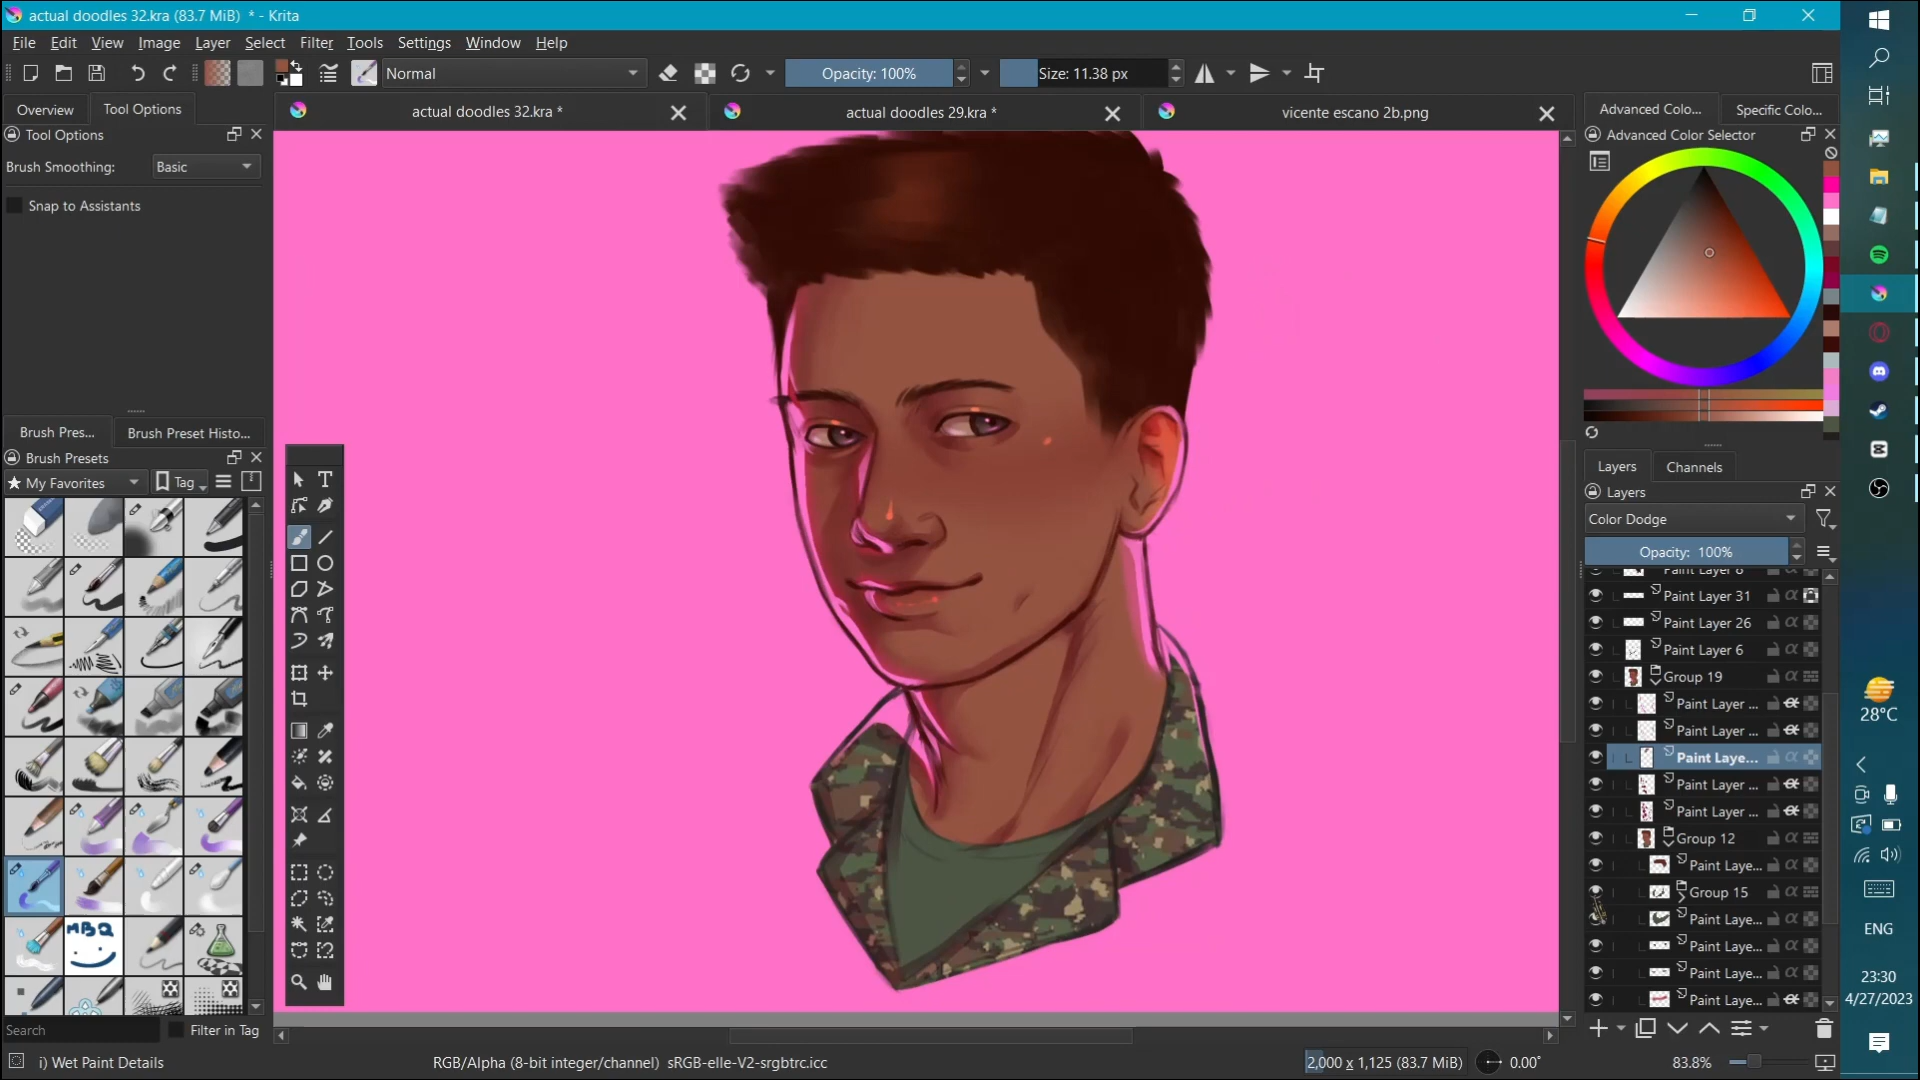 actual doodles 32.kra (83.7 MiB)  * - Krita
File Edit View Image Layer Select Filter Tools Settings Window Help
Normal
Opacity: 100%
Size: 11.38 px
Overview
Tool Options
actual doodles 32.kra *
actual doodles 29.kra *
vicente escano 2b.png
Advanced Colo...
Specific Colo...
Tool Options
Advanced Color Selector
Brush Smoothing:
Basic
Snap to Assistants
Brush Pres...
Brush Preset Histo...
Brush Presets
My Favorites
Tag
Layers
Channels
Layers
Color Dodge
Opacity: 100%
Paint Layer 8
Paint Layer 31
Paint Layer 26
Paint Layer 6
Group 19
Paint Layer ...
Paint Layer ...
Paint Laye...
Paint Layer ...
Paint Layer ...
Group 12
Paint Laye...
Group 15
Paint Laye...
Paint Laye...
Paint Laye...
Paint Laye...
MBQ
Search
Filter in Tag
i) Wet Paint Details
RGB/Alpha (8-bit integer/channel)  sRGB-elle-V2-srgbtrc.icc
2,000 x 1,125 (83.7 MiB)
0.00°
83.8%
28°C
ENG
23:30
4/27/2023